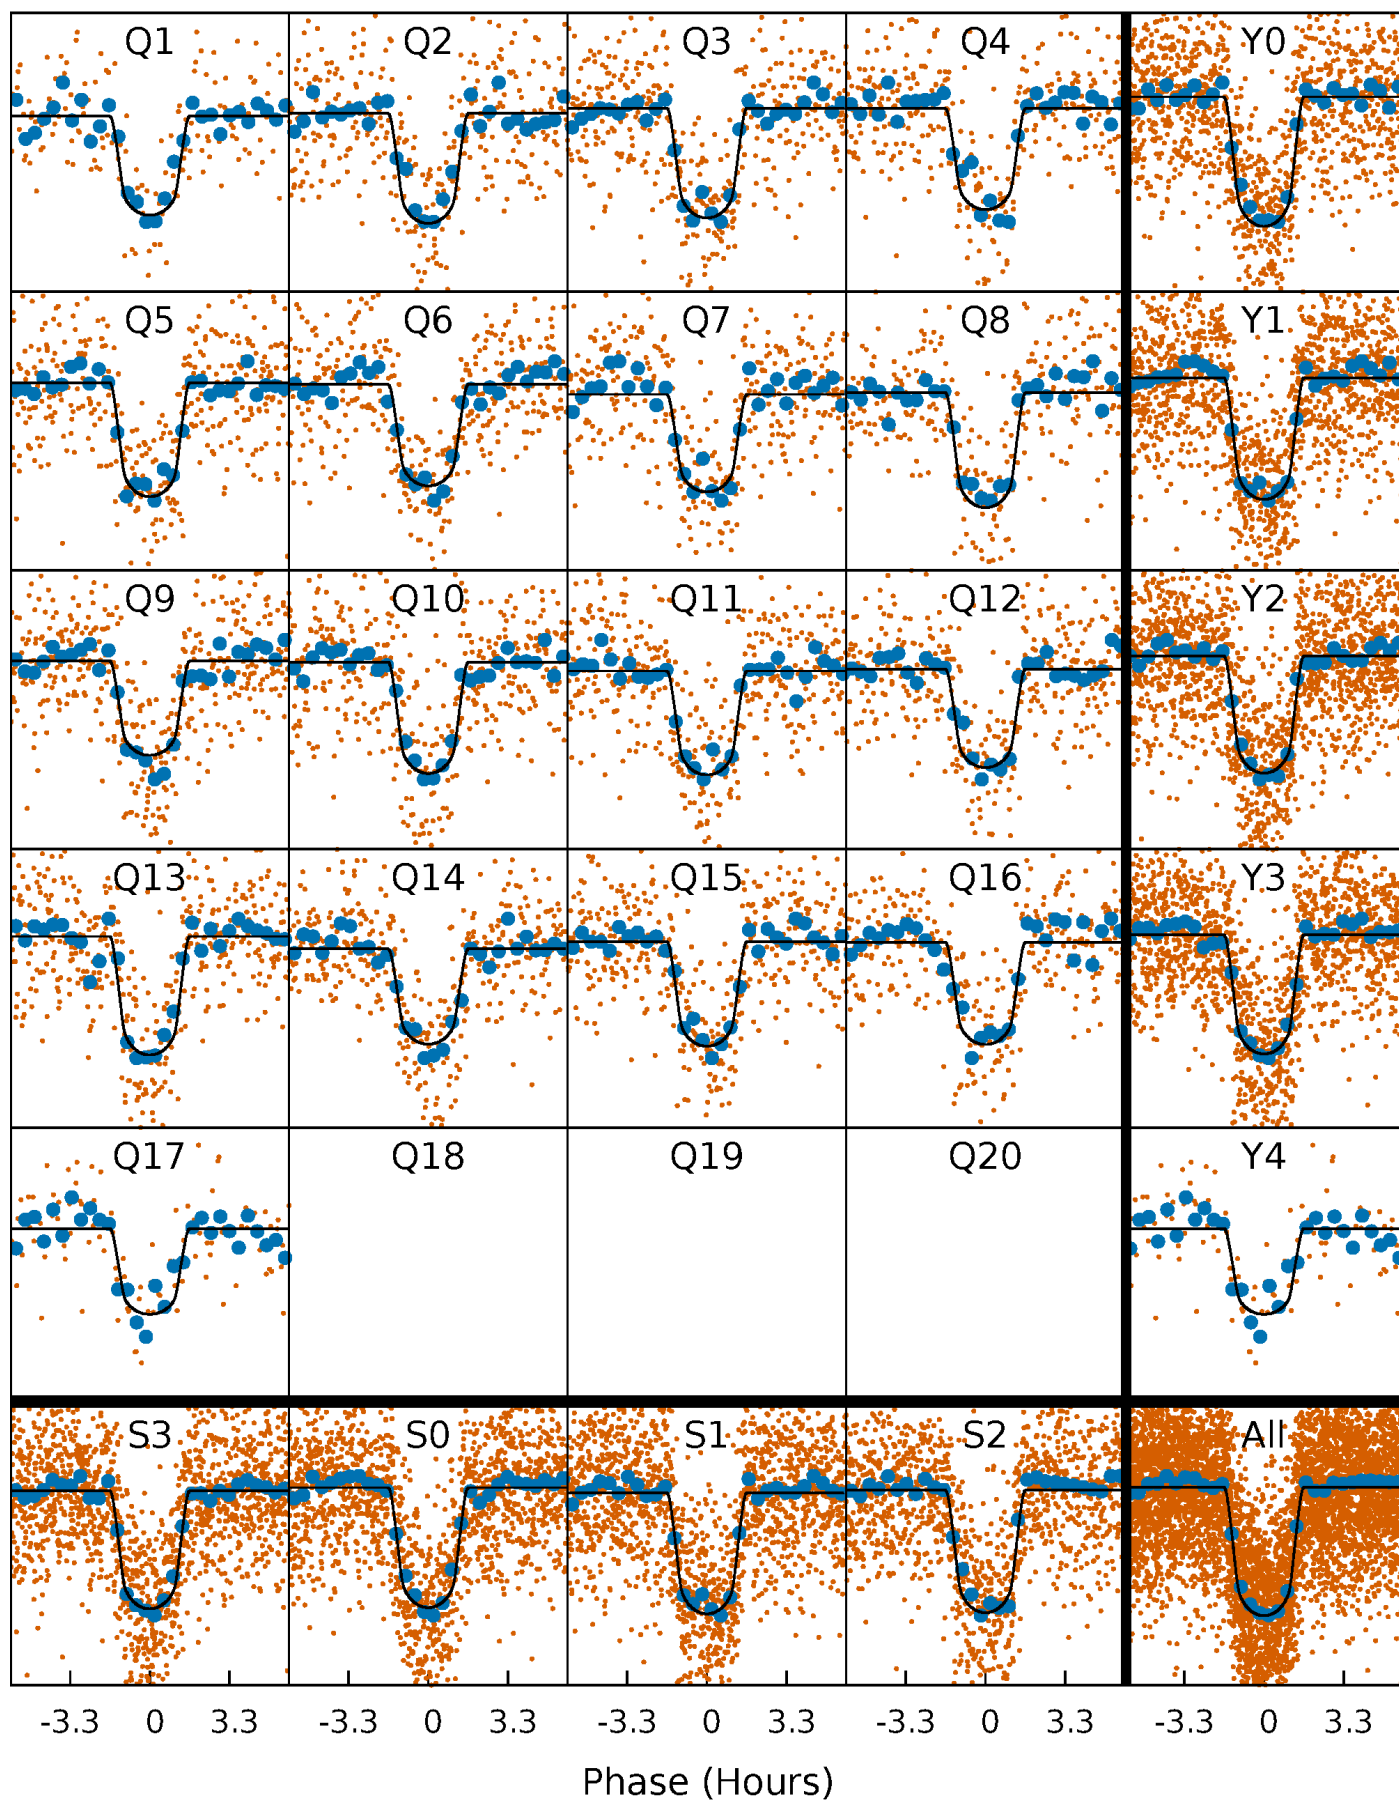 Q1 Q2 Q3 Q4 Y0
Q5 Q6 Q7 Q8 Y1
Q9 Q10 Q11 Q12 Y2
Q13 Q14 Q15 Q16 Y3
Q17 Q18 Q19 Q20 Y4
S3 S0 S1 S2 All
-3.3 0 3.3 -3.3 0 3.3 -3.3 0 3.3 -3.3 0 3.3 -3.3 0 3.3
Phase (Hours)